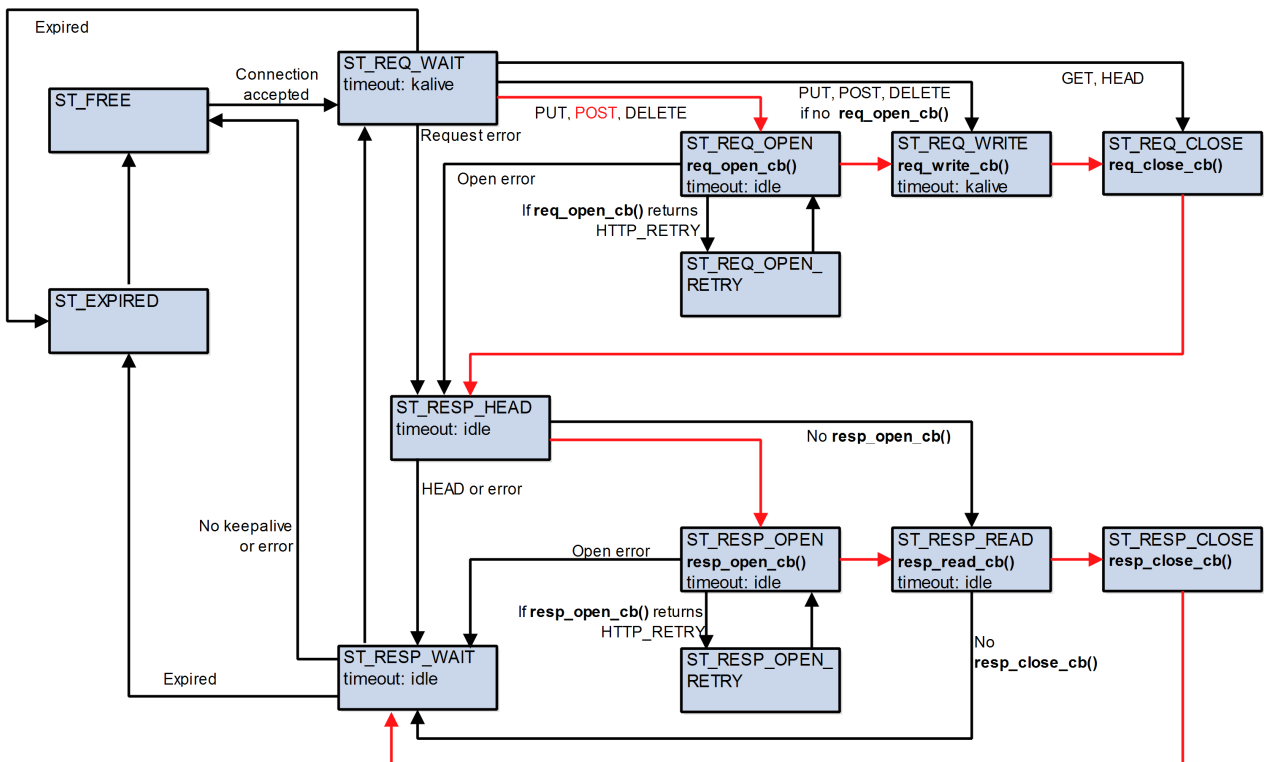 Expired
ST_REQ_WAIT
timeout: kalive
Connection
accepted
ST_FREE
GET, HEAD
PUT, POST, DELETE
if no req_open_cb()
PUT, POST, DELETE
Request error
ST_REQ_OPEN
req_open_cb()
timeout: idle
ST_REQ_WRITE
req_write_cb()
timeout: kalive
ST_REQ_CLOSE
req_close_cb()
Open error
If req_open_cb() returns
HTTP_RETRY
ST_REQ_OPEN_
RETRY
ST_EXPIRED
ST_RESP_HEAD
timeout: idle
No resp_open_cb()
HEAD or error
No keepalive
or error
Open error
ST_RESP_OPEN
resp_open_cb()
timeout: idle
ST_RESP_READ
resp_read_cb()
timeout: idle
ST_RESP_CLOSE
resp_close_cb()
If resp_open_cb() returns
HTTP_RETRY
ST_RESP_OPEN_
RETRY
No
resp_close_cb()
ST_RESP_WAIT
timeout: idle
Expired